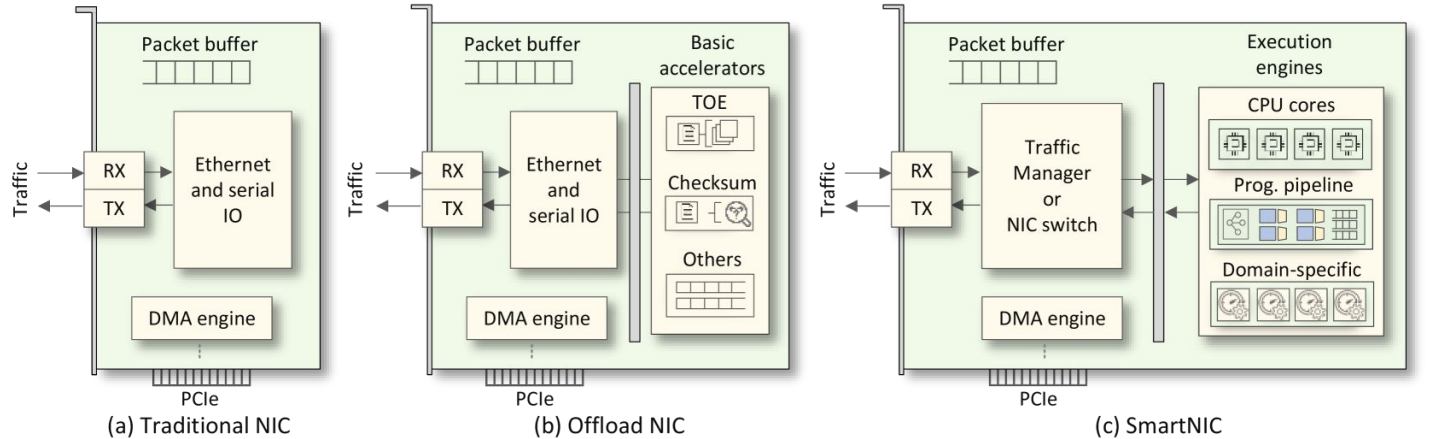 Packet buffer
Traffic
RX
TX
Ethernet
and serial
IO
DMA engine
PCIe
(a) Traditional NIC
Packet buffer
Basic
accelerators
TOE
Traffic
RX
TX
Ethernet
and
serial IO
Checksum
Others
DMA engine
PCIe
(b) Offload NIC
Packet buffer
Execution
engines
CPU cores
Traffic
RX
TX
Traffic
Manager
or
NIC switch
Prog. pipeline
Domain-specific
DMA engine
PCIe
(c) SmartNIC